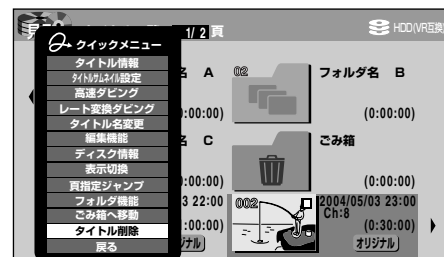 1/ 2 頁
HDD(VR互換)
クイックメニュー
タイトル情報
タイトルサムネイル設定
高速ダビング
レート変換ダビング
タイトル名変更
編集機能
ディスク情報
表示切換
頁指定ジャンプ
フォルダ機能
ごみ箱へ移動
タイトル削除
戻る
A
:0:00:00)
02
フォルダ名 B
(0:00:00)
C
:0:00:00)
ごみ箱
(0:00:00)
3 22:00
:00:00)
002
2004/05/03 23:00
Ch:8
(0:30:00)
オリジナル